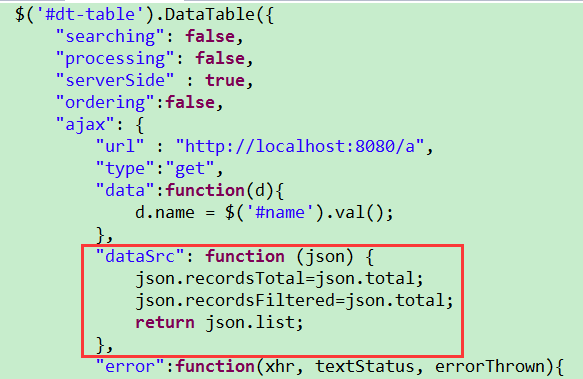 $('#dt-table').DataTable({
"searching": false,
"processing": false,
"serverSide" : true,
"ordering":false,
"ajax": {
"url" : "http://localhost:8080/a",
"type":"get",
"data":function(d){
d.name = $('#name').val();
},
"dataSrc": function (json) {
json.recordsTotal=json.total;
json.recordsFiltered=json.total;
return json.list;
},
"error":function(xhr, textStatus, errorThrown){